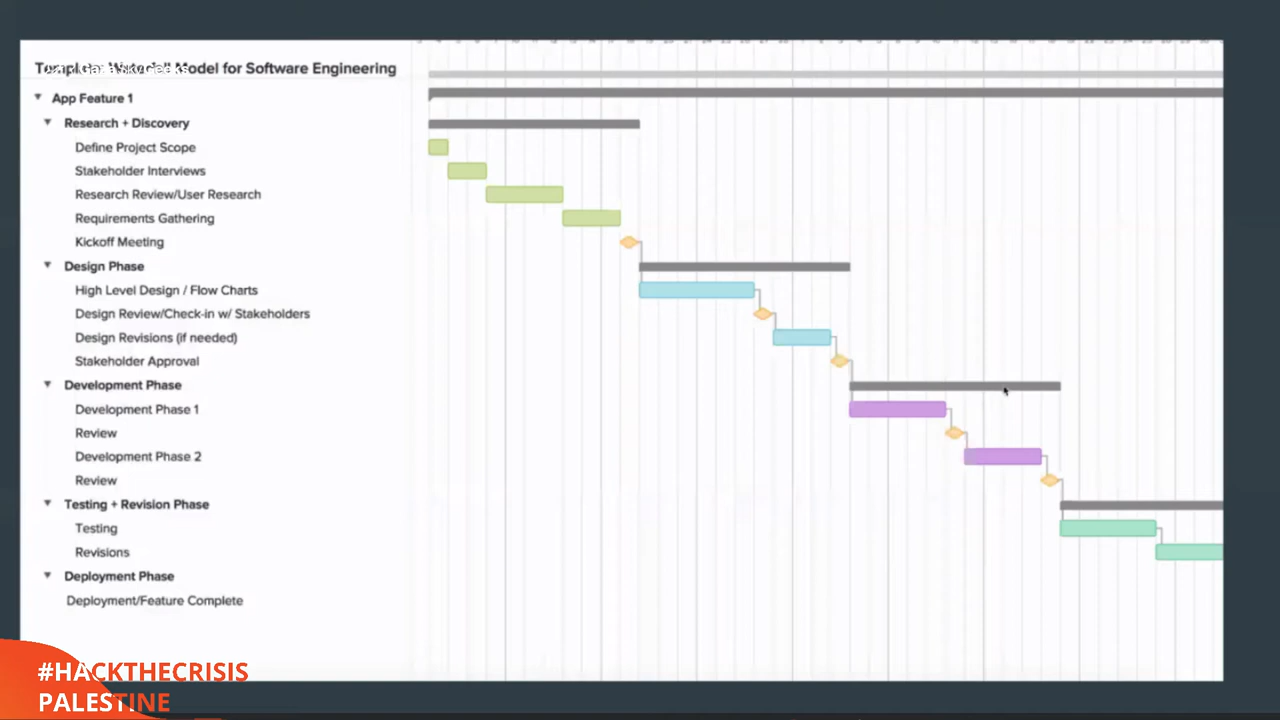 Model for Software Engineering
App Feature 1
Research + Discovery
Define Project Scope
Stakeholder Interviews
Research Review/User Research
Requirements Gathering
Kickoff Meeting
Design Phase
High Level Design / Flow Charts
Design Review/Check-in w/ Stakeholders
Design Revisions (if needed)
Stakeholder Approval
Development Phase
Development Phase 1
Review
Development Phase 2
Review
Testing + Revision Phase
Testing
Revisions
Deployment Phase
Deployment/Feature Complete
#HACKTHECRISIS
PALESTINE